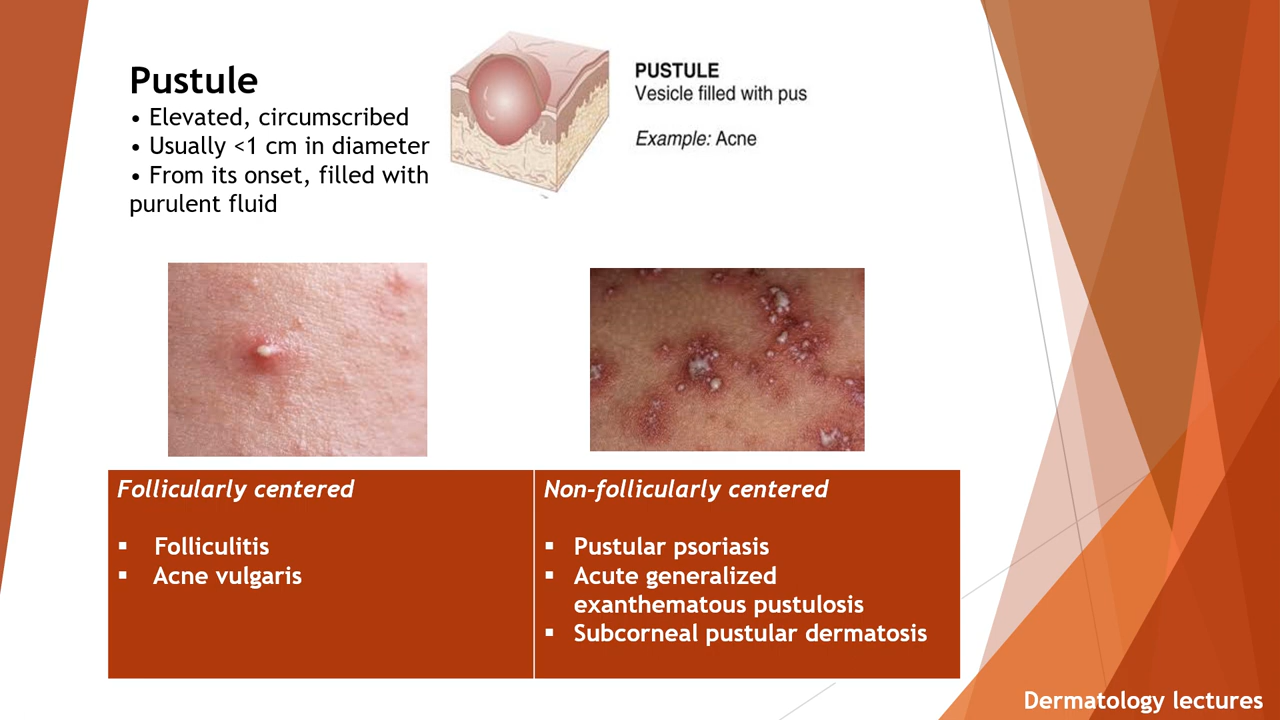 Pustule
• Elevated, circumscribed
• Usually <1 cm in diameter
• From its onset, filled with
purulent fluid
PUSTULE
Vesicle filled with pus
Example: Acne
Follicularly centered
▪ Folliculitis
▪ Acne vulgaris
Non-follicularly centered
▪ Pustular psoriasis
▪ Acute generalized
exanthematous pustulosis
▪ Subcorneal pustular dermatosis
Dermatology lectures